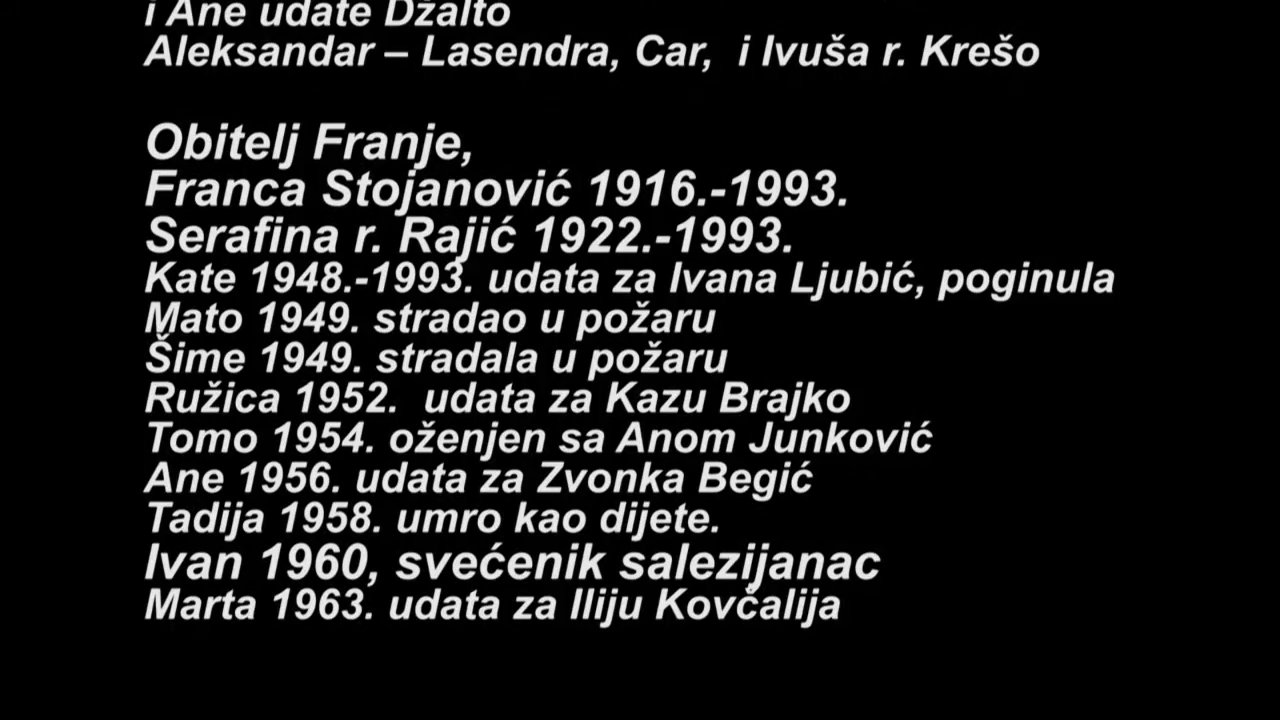 i Ane udate Džalto
Aleksandar – Lasendra, Car, i Ivuša r. Krešo
Obitelj Franje,
Franca Stojanović 1916.-1993.
Serafina r. Rajić 1922.-1993.
Kate 1948.-1993. udata za Ivana Ljubić, poginula
Mato 1949. stradao u požaru
Šime 1949. stradala u požaru
Ružica 1952. udata za Kazu Brajko
Tomo 1954. oženjen sa Anom Junković
Ane 1956. udata za Zvonka Begić
Tadija 1958. umro kao dijete.
Ivan 1960, svećenik salezijanac
Marta 1963. udata za Iliju Kovčalija